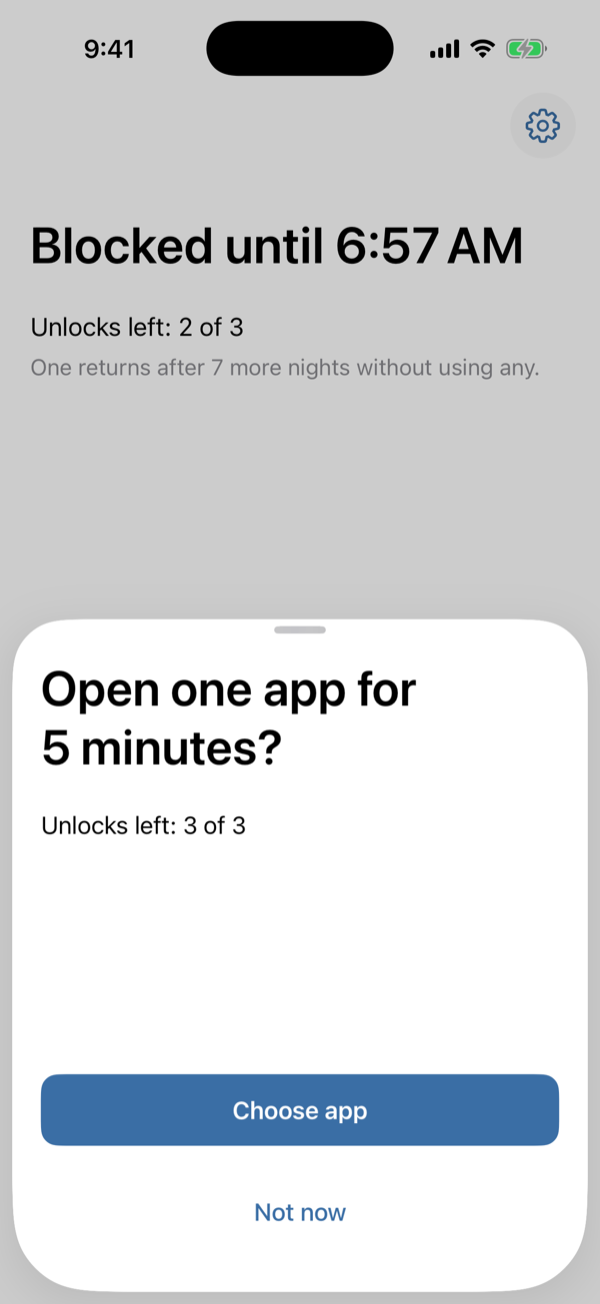 9:41
Blocked until 6:57 AM
Unlocks left: 2 of 3
One returns after 7 more nights without using any.
Open one app for
5 minutes?
Unlocks left: 3 of 3
Choose app
Not now